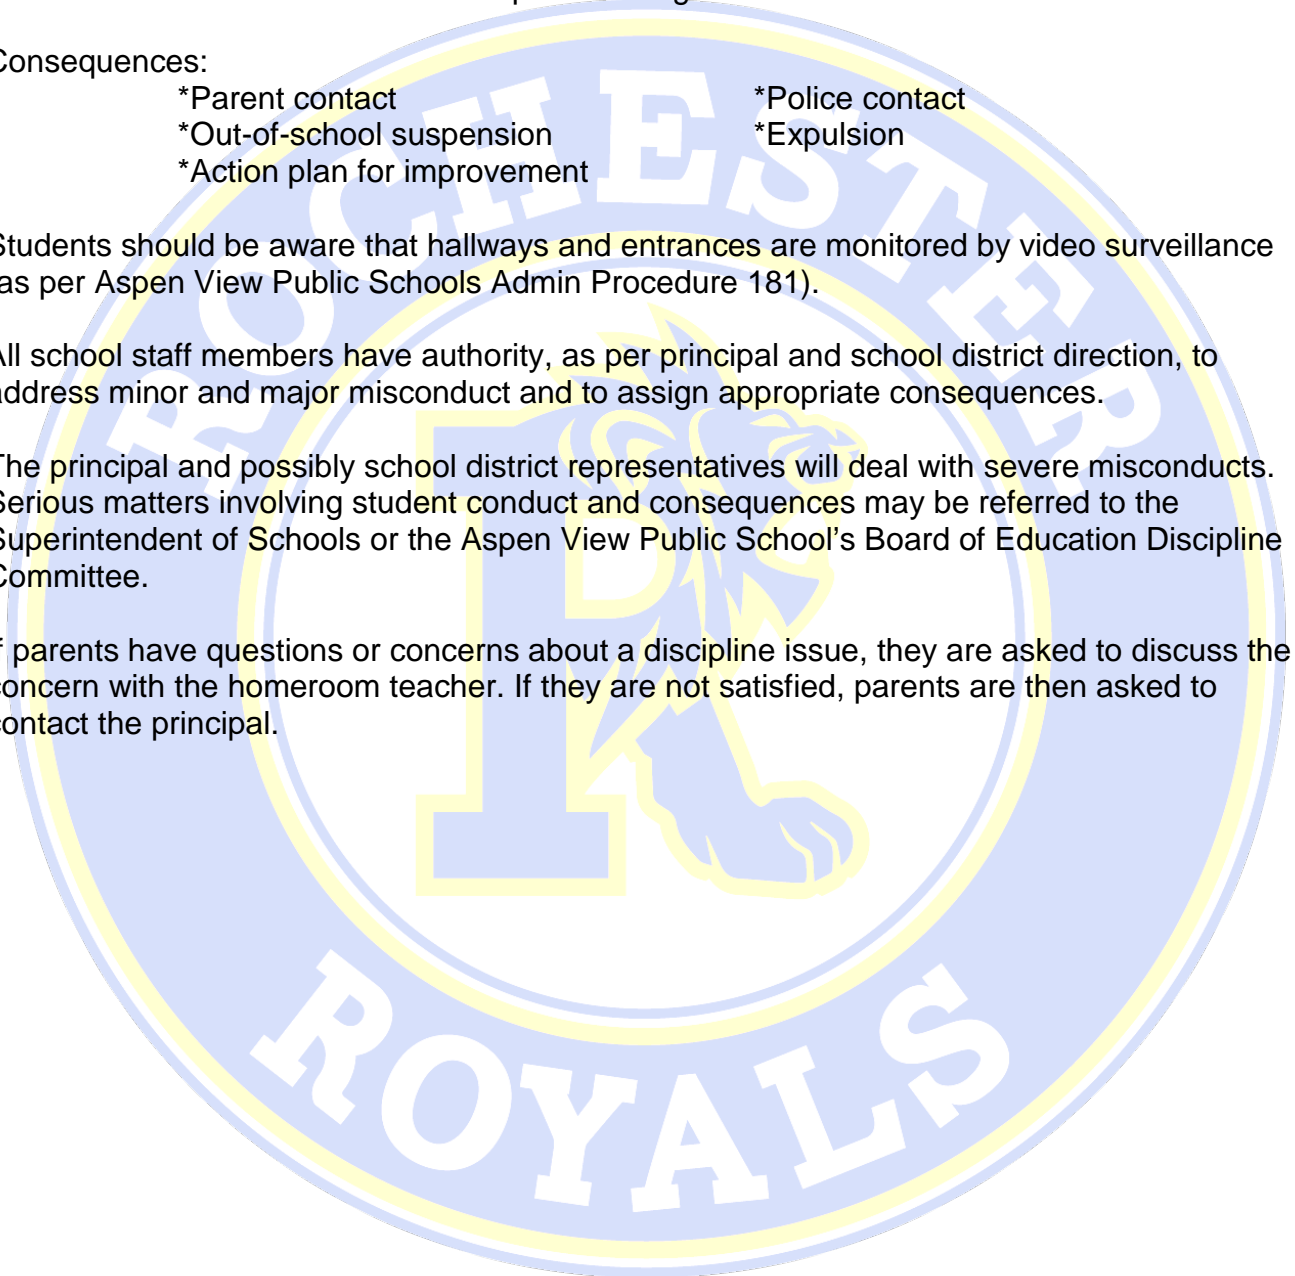 Consequences:
*Parent contact *Police contact
*Out-of-school suspension *Expulsion
*Action plan for improvement
Students should be aware that hallways and entrances are monitored by video surveillance
(as per Aspen View Public Schools Admin Procedure 181).
All school staff members have authority, as per principal and school district direction, to
address minor and major misconduct and to assign appropriate consequences.
The principal and possibly school district representatives will deal with severe misconducts.
Serious matters involving student conduct and consequences may be referred to the
Superintendent of Schools or the Aspen View Public School's Board of Education Discipline
Committee.
If parents have questions or concerns about a discipline issue, they are asked to discuss the
concern with the homeroom teacher. If they are not satisfied, parents are then asked to
contact the principal.
ROCHESTER
R
ROYALS